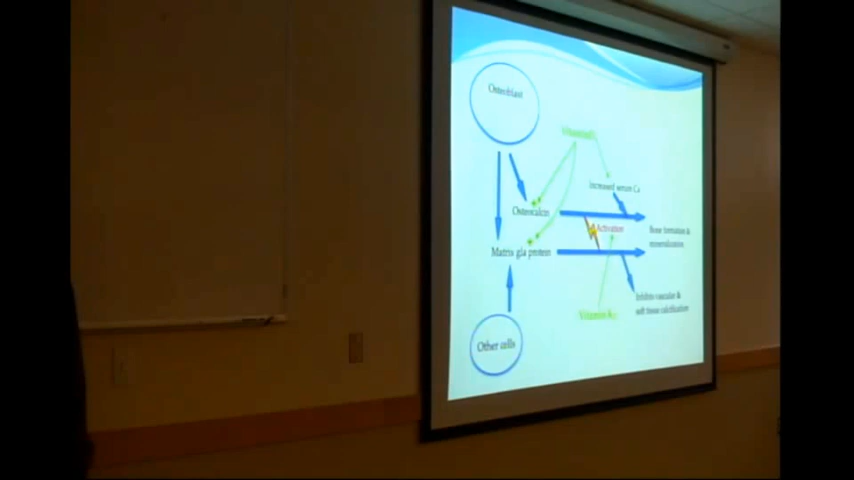 Osteoblast
Increased serum Ca
Osteocalcin
Activation
Bone formation &
mineralization
Matrix gla protein
Inhibits vascular &
soft tissue calcification
Vitamin
Other cells